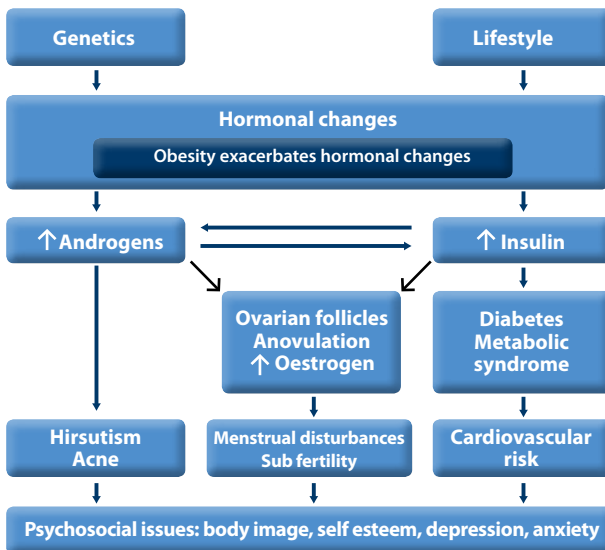 Genetics
Lifestyle
Hormonal changes
Obesity exacerbates hormonal changes
↑ Androgens
↑ Insulin
Ovarian follicles
Anovulation
↑ Oestrogen
Diabetes
Metabolic
syndrome
Hirsutism
Acne
Menstrual disturbances
Sub fertility
Cardiovascular
risk
Psychosocial issues: body image, self esteem, depression, anxiety